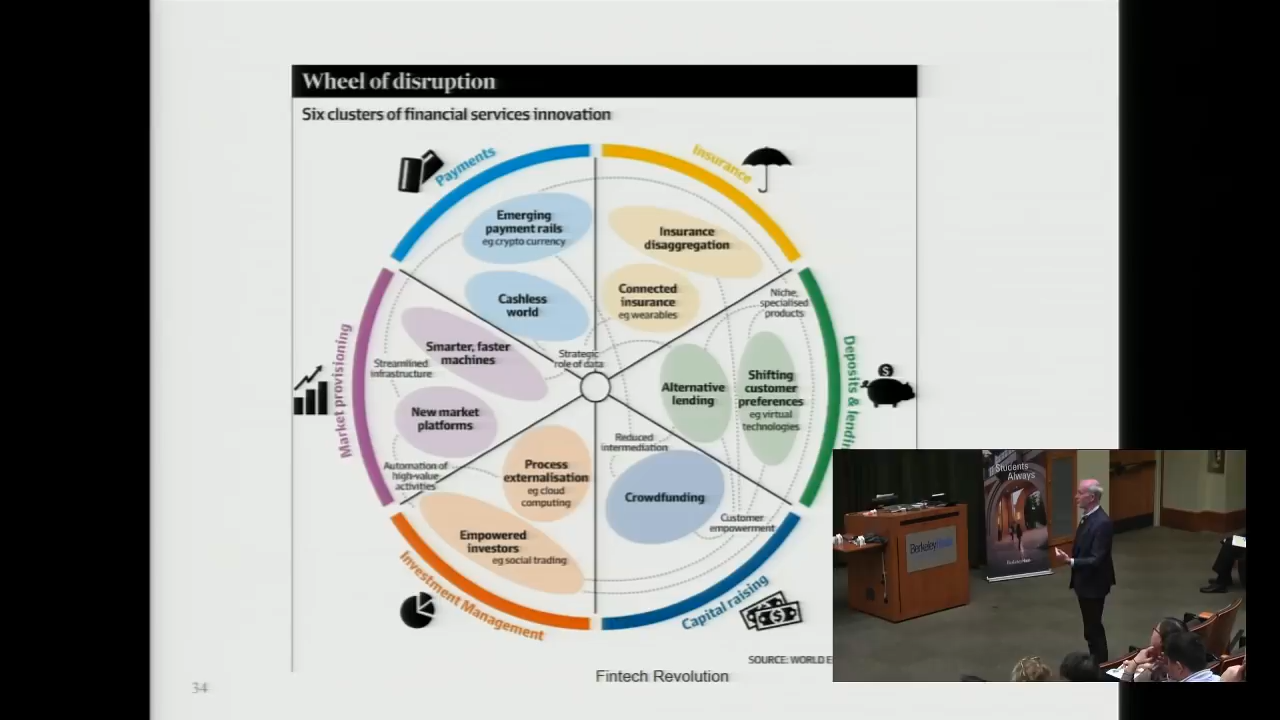 Wheel of disruption
Six clusters of financial services innovation
Payments
Insurance
Emerging
payment rails
eg crypto currency
Insurance
disaggregation
Cashless
world
Connected
insurance
eg wearables
Niche,
specialised
products
Market provisioning
Smarter, faster
machines
Streamlined
infrastructure
Strategic
role of data
New market
platforms
Automation of
high-value
activities
Alternative
lending
Shifting
customer
preferences
eg virtual
technologies
Deposits &
Reduced
intermediation
Process
externalisation
eg cloud
computing
Crowdfunding
Customer
empowerment
Empowered
investors
eg social trading
Investment Management
Capital raising
SOURCE: WORLD
Fintech Revolution
34
Students
Always
Berkeley